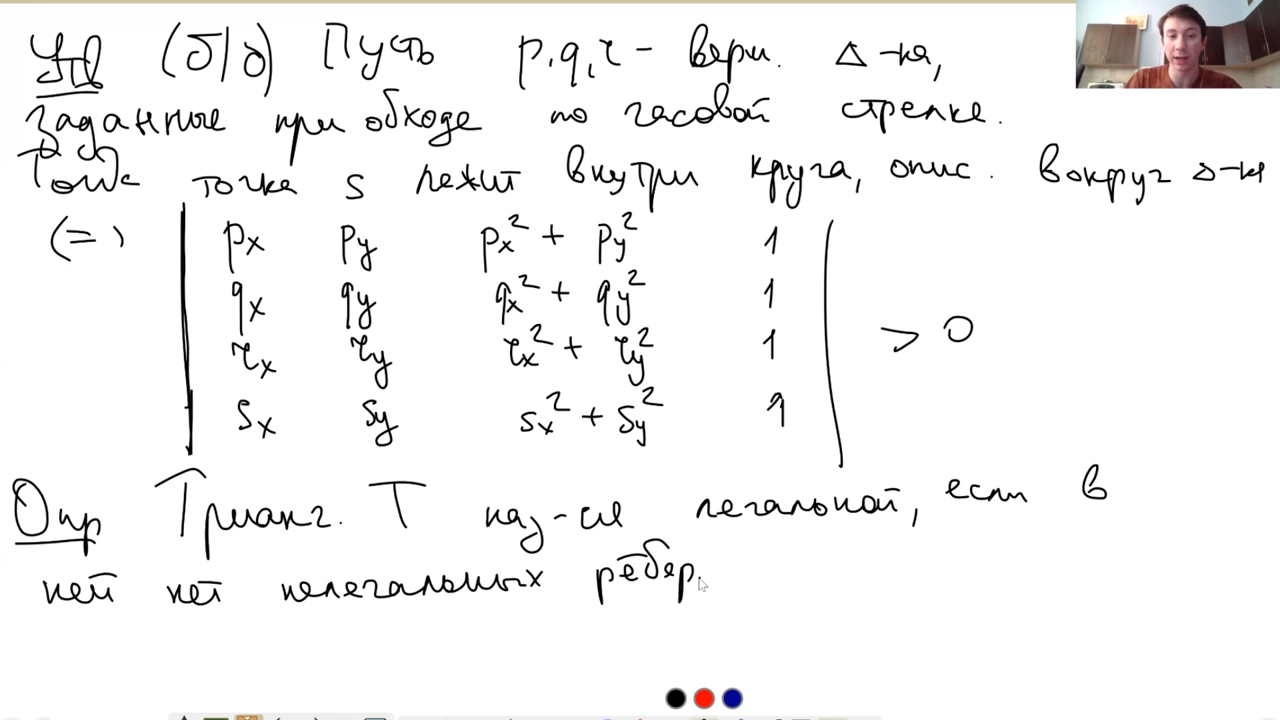 Утв (б/д) Пусть p, q, r - верш. Δ-ка,
заданные при обходе по часовой стрелке.
Тогда точка s лежит внутри круга, опис. вокруг Δ-ка
(=)
px py px² + py² 1
qx qy qx² + qy² 1
rx ry rx² + ry² 1 > 0
sx sy sx² + sy² 1
Опр Трианг. T наз-ся легальной, если в
ней нет нелегальных рёбер.